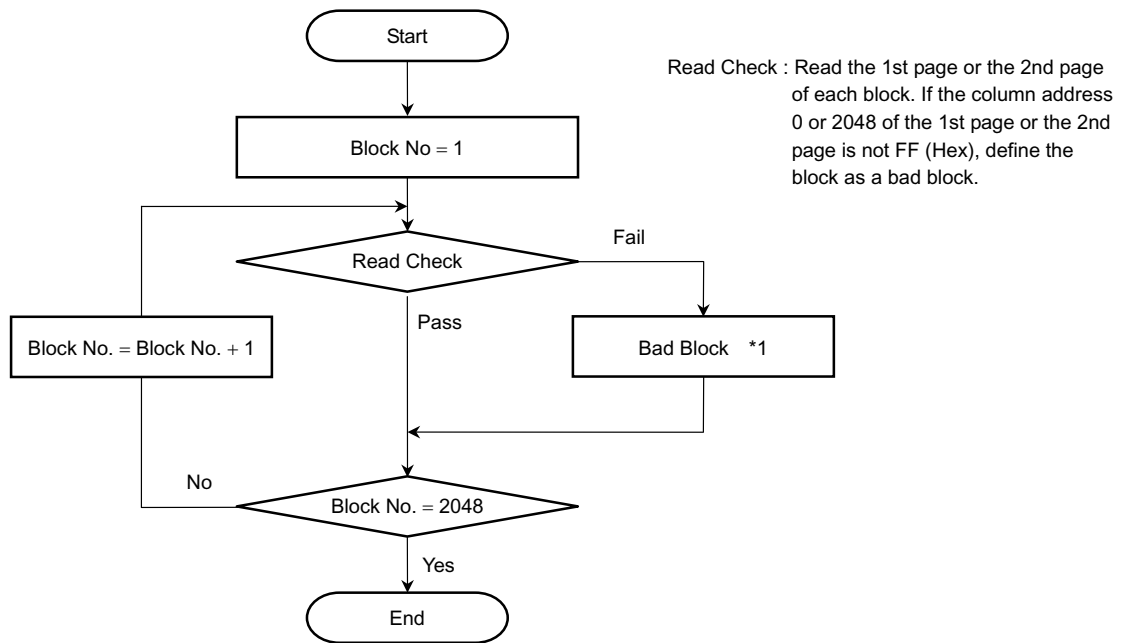 Start
Read Check : Read the 1st page or the 2nd page
of each block. If the column address
0 or 2048 of the 1st page or the 2nd
page is not FF (Hex), define the
block as a bad block.
Block No = 1
Fail
Read Check
Pass
Block No. = Block No. + 1
Bad Block *1
No
Block No. = 2048
Yes
End